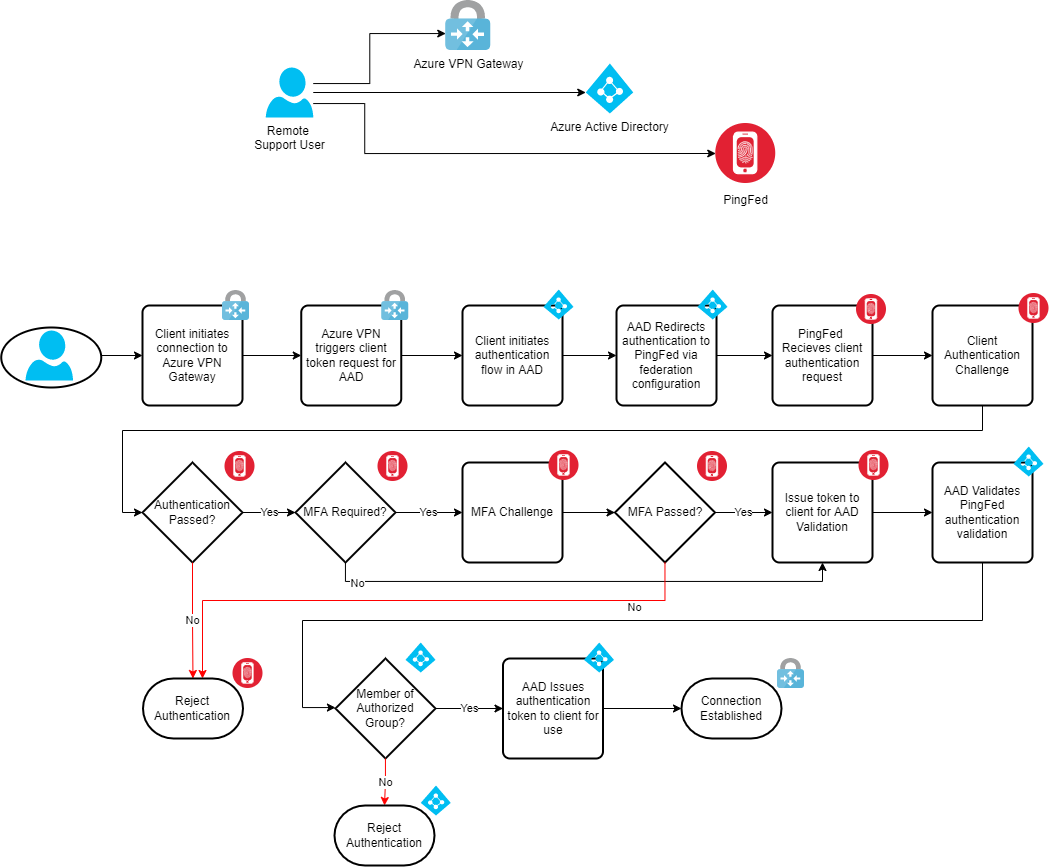 Azure VPN Gateway
Azure Active Directory
Remote
Support User
PingFed
Client initiates
connection to
Azure VPN
Gateway
Azure VPN
triggers client
token request for
AAD
Client initiates
authentication
flow in AAD
AAD Redirects
authentication to
PingFed via
federation
configuration
PingFed
Recieves client
authentication
request
Client
Authentication
Challenge
Authentication
Passed?
Yes
MFA Required?
Yes
MFA Challenge
MFA Passed?
Yes
Issue token to
client for AAD
Validation
AAD Validates
PingFed
authentication
validation
No
No
No
Reject
Authentication
Member of
Authorized
Group?
Yes
AAD Issues
authentication
token to client for
use
Connection
Established
No
Reject
Authentication